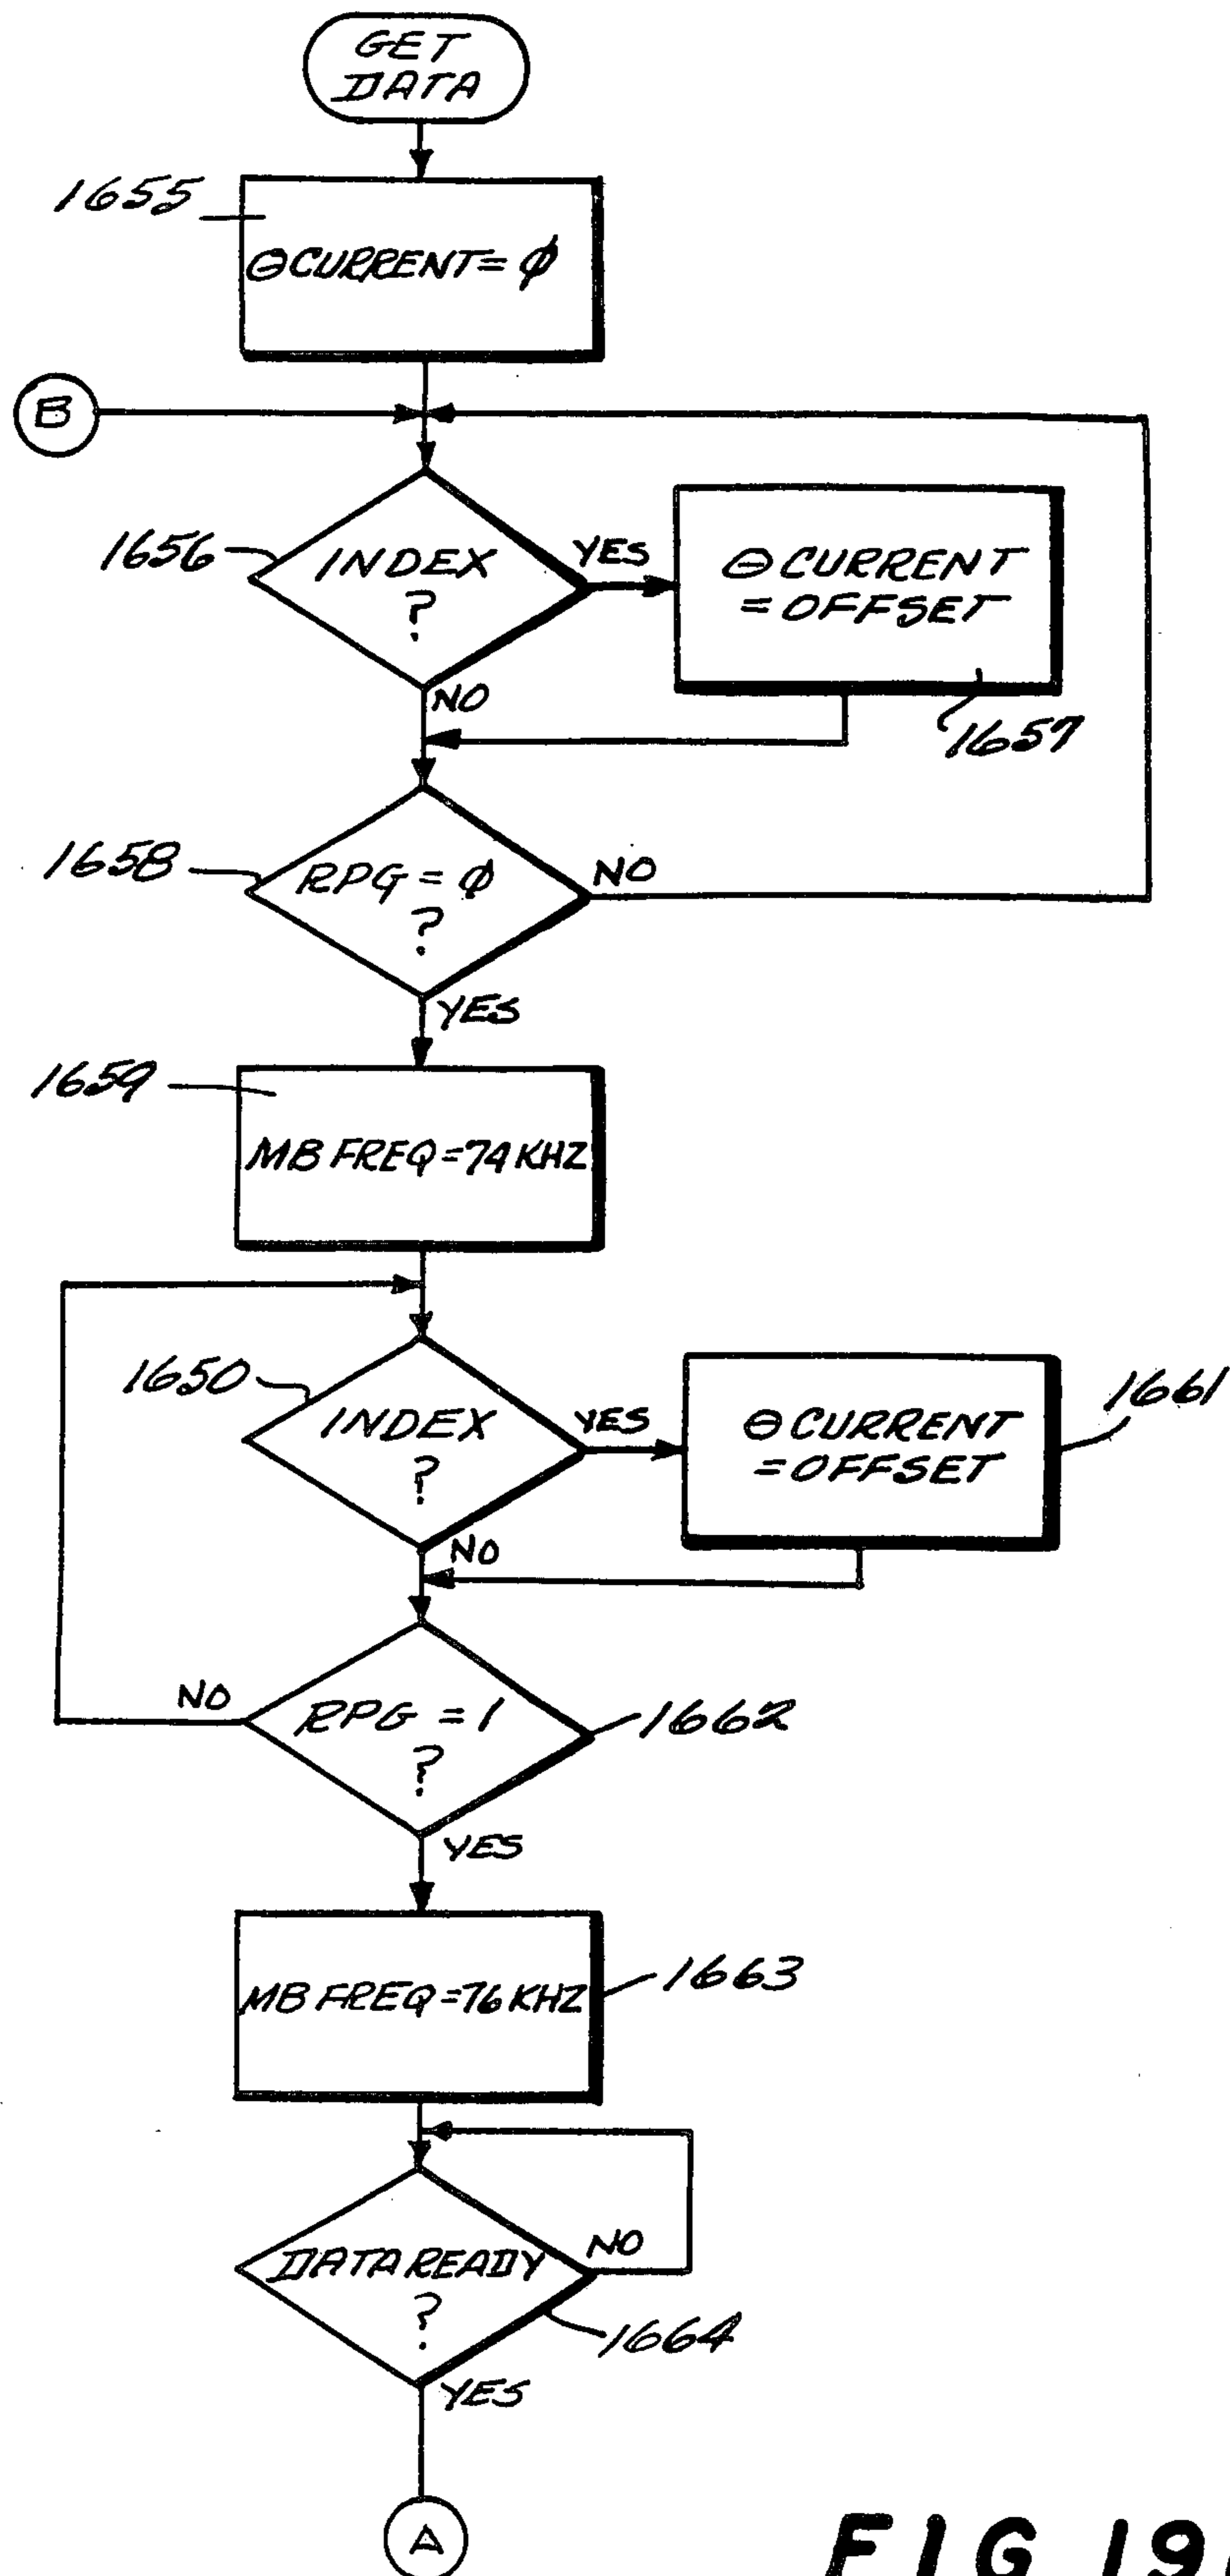 GET
DATA
1655
ΘCURRENT=φ
B
1656
INDEX
?
YES
ΘCURRENT
=OFFSET
1657
NO
1658
RPG=φ
?
NO
YES
1659
MB FREQ=74KHZ
1650
INDEX
?
YES
ΘCURRENT
=OFFSET
1661
NO
NO
RPG=1
?
1662
YES
MB FREQ=76KHZ
1663
DATA READY
?
NO
1664
YES
A
FIG 19